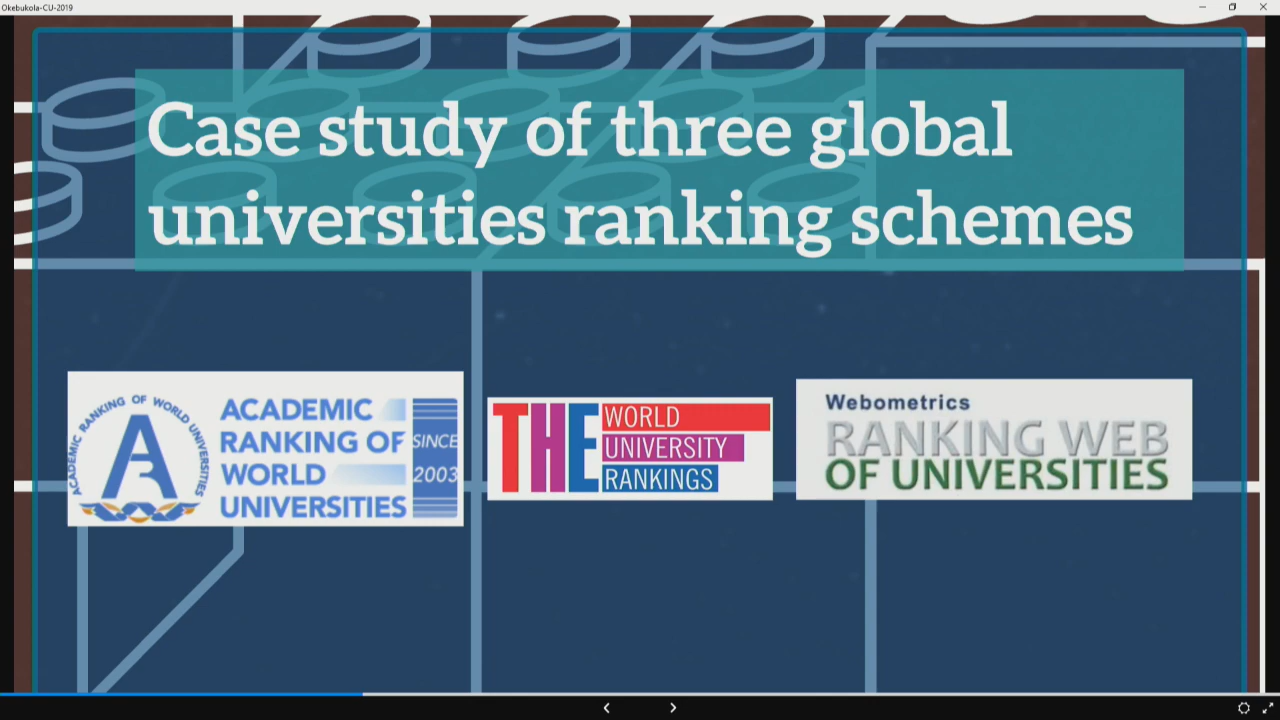 Okebukola-CU-2019
Case study of three global
universities ranking schemes
ACADEMIC RANKING OF WORLD UNIVERSITIES
ACADEMIC
RANKING OF
WORLD
UNIVERSITIES
SINCE
2003
THE
WORLD
UNIVERSITY
RANKINGS
Webometrics
RANKING WEB
OF UNIVERSITIES